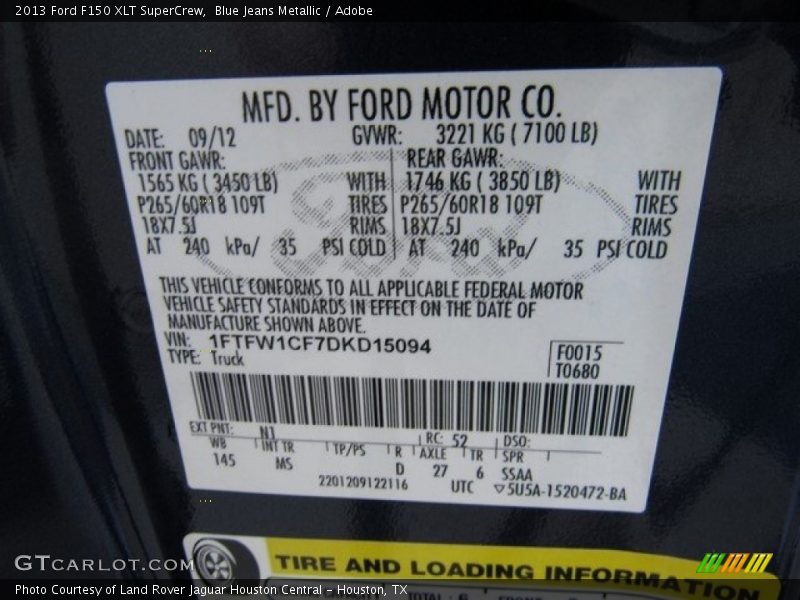 2013 Ford F150 XLT SuperCrew,  Blue Jeans Metallic / Adobe
MFD. BY FORD MOTOR CO.
DATE: 09/12 GVWR: 3221 KG ( 7100 LB)
FRONT GAWR: REAR GAWR:
1565 KG ( 3450 LB) WITH 1746 KG ( 3850 LB) WITH
P265/60R18 109T TIRES P265/60R18 109T TIRES
18X7.5J RIMS 18X7.5J RIMS
AT 240 kPa/ 35 PSI COLD AT 240 kPa/ 35 PSI COLD
THIS VEHICLE CONFORMS TO ALL APPLICABLE FEDERAL MOTOR
VEHICLE SAFETY STANDARDS IN EFFECT ON THE DATE OF
MANUFACTURE SHOWN ABOVE.
VIN: 1FTFW1CF7DKD15094
TYPE: Truck
F0015
T0680
EXT PNT: N1 RC: 52 DSO:
WB INT TR TP/PS R AXLE TR SPR
145 MS D 27 6 SSAA
2201209122116 UTC ▽5U5A-1520472-BA
Ford
TIRE AND LOADING INFORMATION
GTCARLOT.COM
TOTAL : 6
Photo Courtesy of Land Rover Jaguar Houston Central - Houston, TX